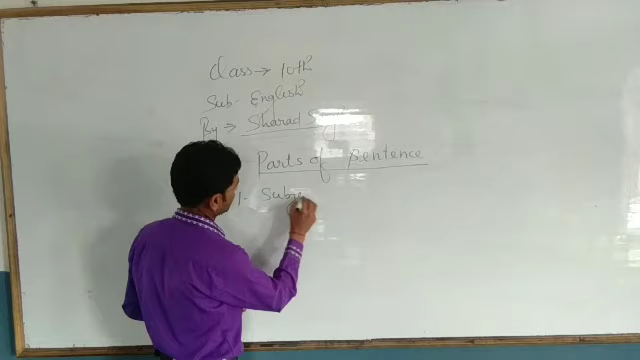 Class → 10th
Sub- English
By → Sharad
Parts of Sentence
1- Subje